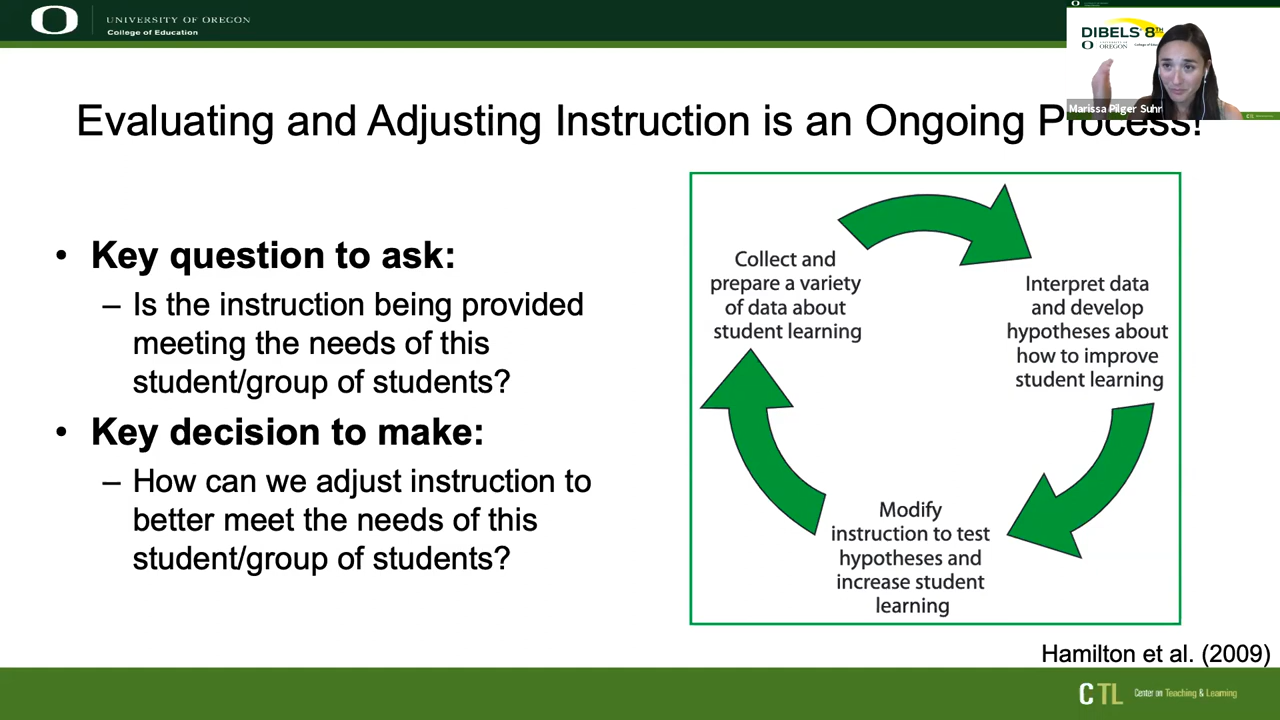 UNIVERSITY OF OREGON
College of Education
DIBELS 8TH
OREGON
Marissa Pilger Suhr
CTL
Evaluating and Adjusting Instruction is an Ongoing Process!
• Key question to ask:
– Is the instruction being provided
meeting the needs of this
student/group of students?
• Key decision to make:
– How can we adjust instruction to
better meet the needs of this
student/group of students?
Collect and
prepare a variety
of data about
student learning
Interpret data
and develop
hypotheses about
how to improve
student learning
Modify
instruction to test
hypotheses and
increase student
learning
Hamilton et al. (2009)
CTL Center on Teaching & Learning